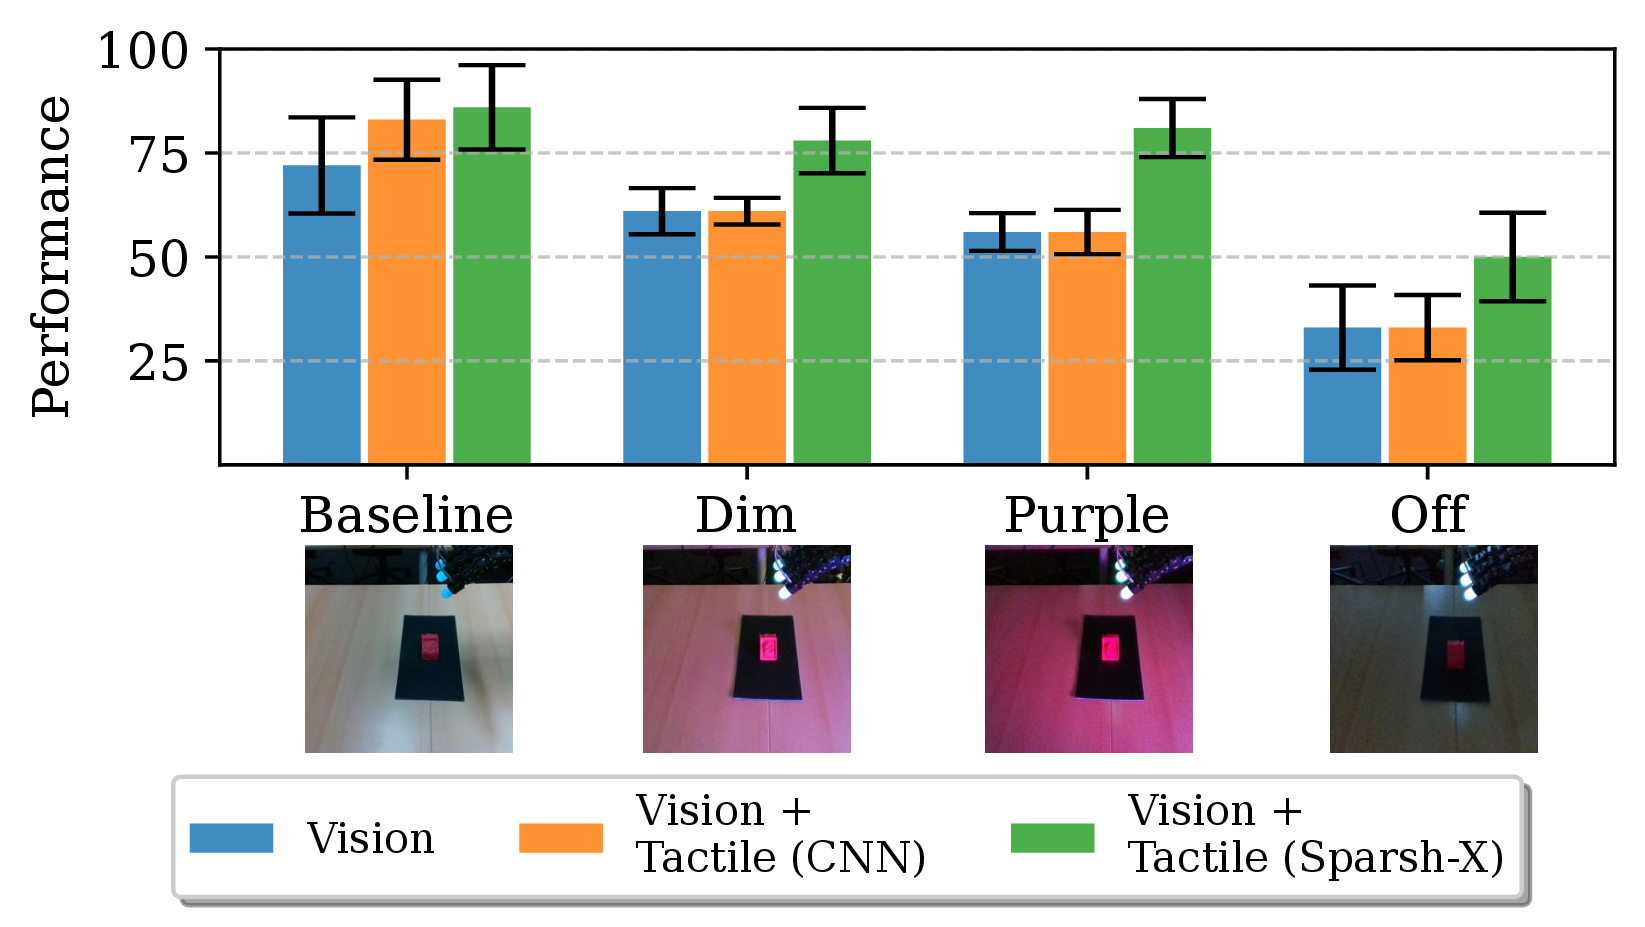 100
75
50
25
Performance
Baseline
Dim
Purple
Off
Vision
Vision +
Tactile (CNN)
Vision +
Tactile (Sparsh-X)